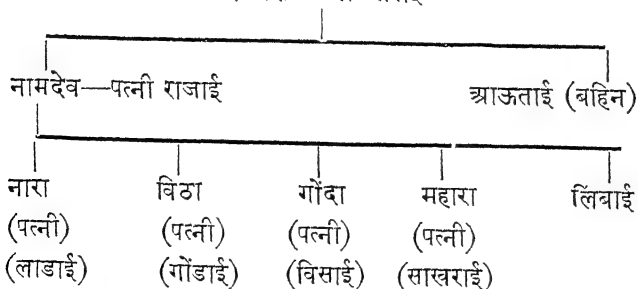 नामदेव—पत्नी राजाई आऊताई (बहिन)
नारा विठा गोंदा महारा लिंबाई
(पत्नी) (पत्नी) (पत्नी) (पत्नी)
(लाडाई) (गोंडाई) (विसाई) (साखराई)